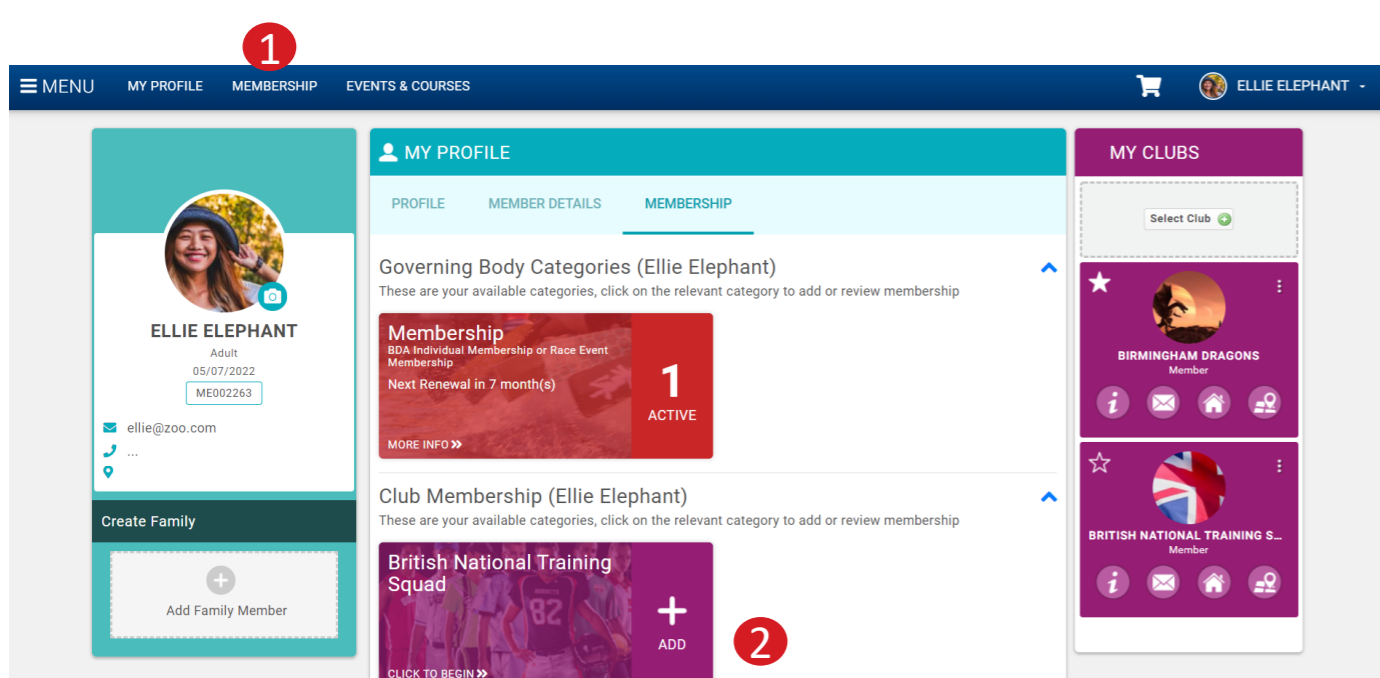 1
MENU
MY PROFILE
MEMBERSHIP
EVENTS & COURSES
ELLIE ELEPHANT
ELLIE ELEPHANT
Adult
05/07/2022
ME002263
ellie@zoo.com
...
Create Family
Add Family Member
MY PROFILE
PROFILE
MEMBER DETAILS
MEMBERSHIP
Governing Body Categories (Ellie Elephant)
These are your available categories, click on the relevant category to add or review membership
Membership
BDA Individual Membership or Race Event
Membership
Next Renewal in 7 month(s)
MORE INFO
1
ACTIVE
Club Membership (Ellie Elephant)
These are your available categories, click on the relevant category to add or review membership
British National Training
Squad
82
CLICK TO BEGIN
ADD
2
MY CLUBS
Select Club
BIRMINGHAM DRAGONS
Member
BRITISH NATIONAL TRAINING S...
Member